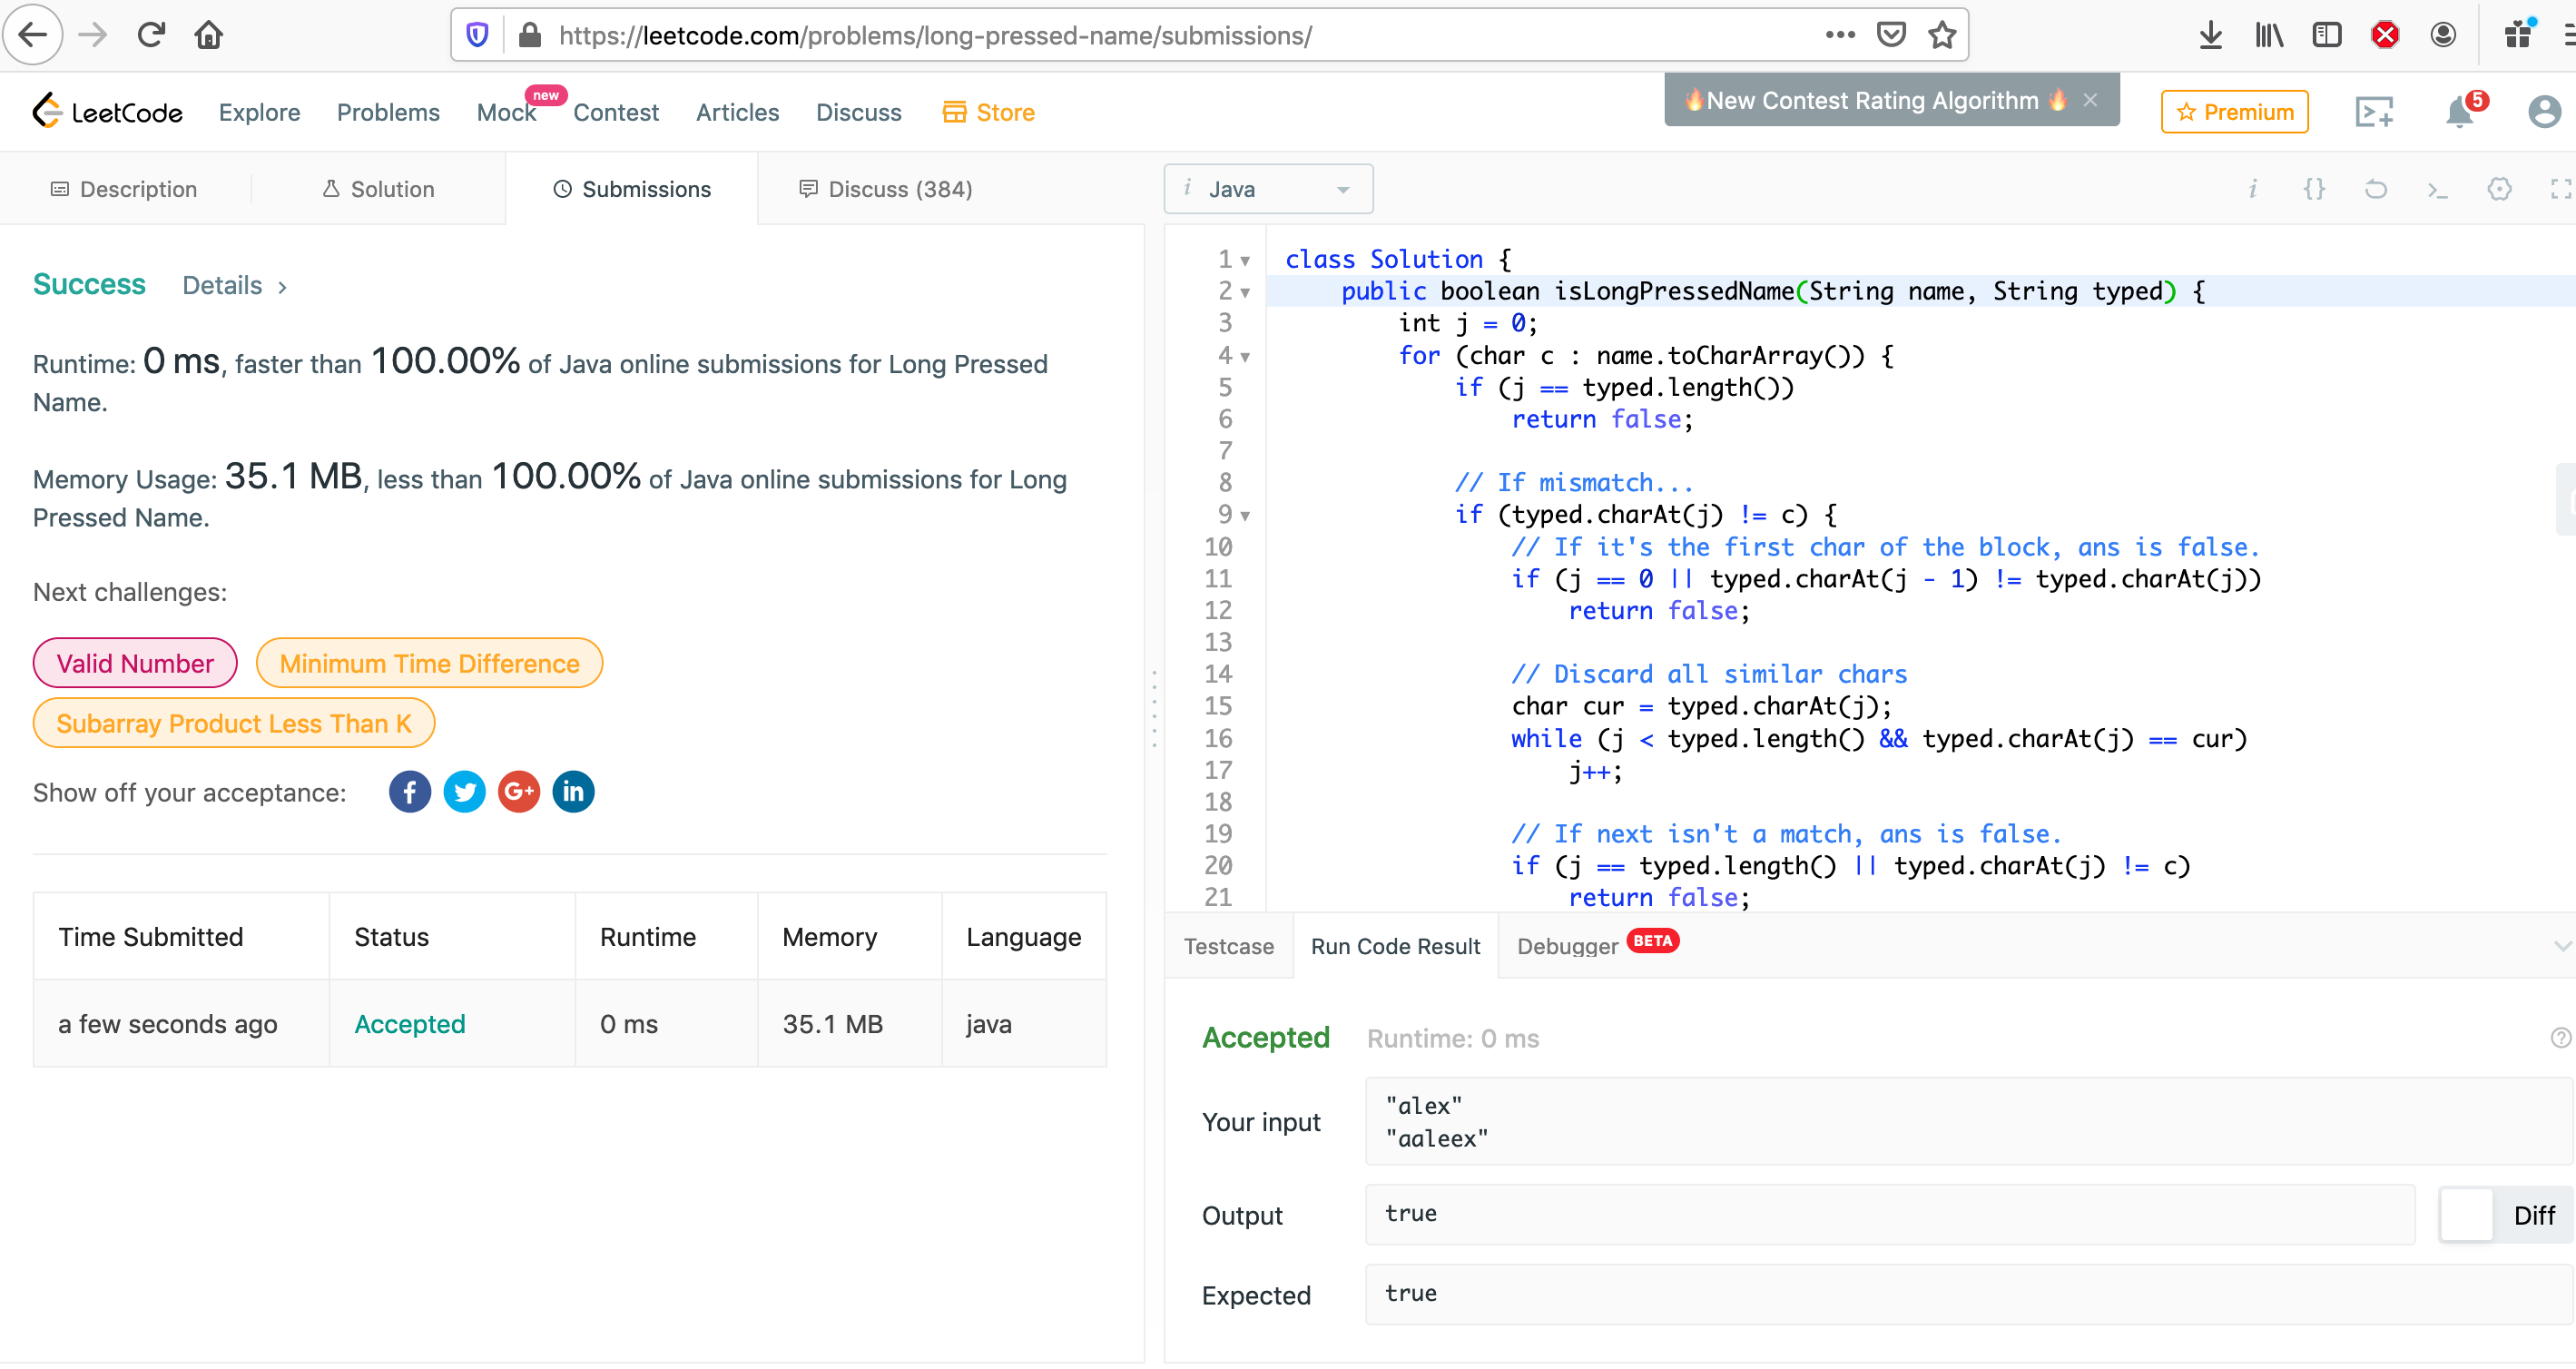 https://leetcode.com/problems/long-pressed-name/submissions/
LeetCode
Explore
Problems
Mock
new
Contest
Articles
Discuss
Store
🔥New Contest Rating Algorithm 🔥 ×
Premium
5
Description
Solution
Submissions
Discuss (384)
i Java
Success Details >
Runtime: 0 ms, faster than 100.00% of Java online submissions for Long Pressed
Name.
Memory Usage: 35.1 MB, less than 100.00% of Java online submissions for Long
Pressed Name.
Next challenges:
Valid Number
Minimum Time Difference
Subarray Product Less Than K
Show off your acceptance:
f
G+
in
Time Submitted Status Runtime Memory Language
a few seconds ago Accepted 0 ms 35.1 MB java
1 class Solution {
2     public boolean isLongPressedName(String name, String typed) {
3         int j = 0;
4         for (char c : name.toCharArray()) {
5             if (j == typed.length())
6                 return false;
7
8             // If mismatch...
9             if (typed.charAt(j) != c) {
10                 // If it's the first char of the block, ans is false.
11                 if (j == 0 || typed.charAt(j - 1) != typed.charAt(j))
12                     return false;
13
14                 // Discard all similar chars
15                 char cur = typed.charAt(j);
16                 while (j < typed.length() && typed.charAt(j) == cur)
17                     j++;
18
19                 // If next isn't a match, ans is false.
20                 if (j == typed.length() || typed.charAt(j) != c)
21                     return false;
Testcase
Run Code Result
Debugger BETA
Accepted Runtime: 0 ms
Your input
"alex"
"aaleex"
Output
true
Diff
Expected
true